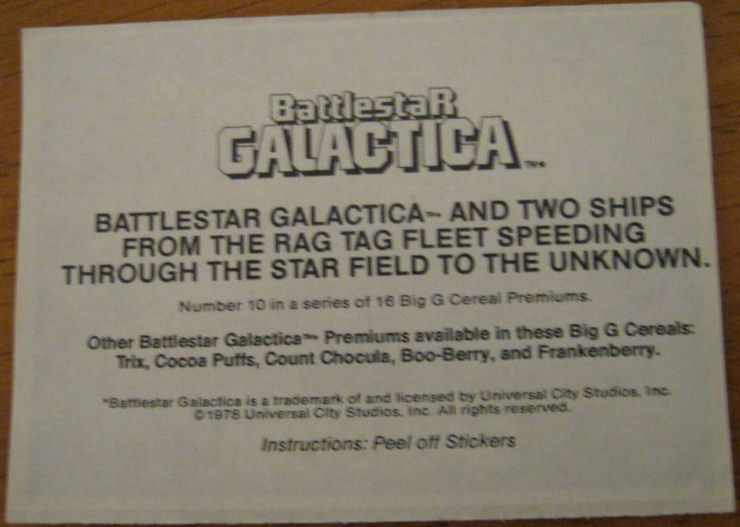 BattlestaR
GALACTICA™*
BATTLESTAR GALACTICA™ AND TWO SHIPS
FROM THE RAG TAG FLEET SPEEDING
THROUGH THE STAR FIELD TO THE UNKNOWN.
Number 10 in a series of 16 Big G Cereal Premiums.
Other Battlestar Galactica™ Premiums available in these Big G Cereals:
Trix, Cocoa Puffs, Count Chocula, Boo-Berry, and Frankenberry.
*Battlestar Galactica is a trademark of and licensed by Universal City Studios, Inc.
©1978 Universal City Studios, Inc. All rights reserved.
Instructions: Peel off Stickers